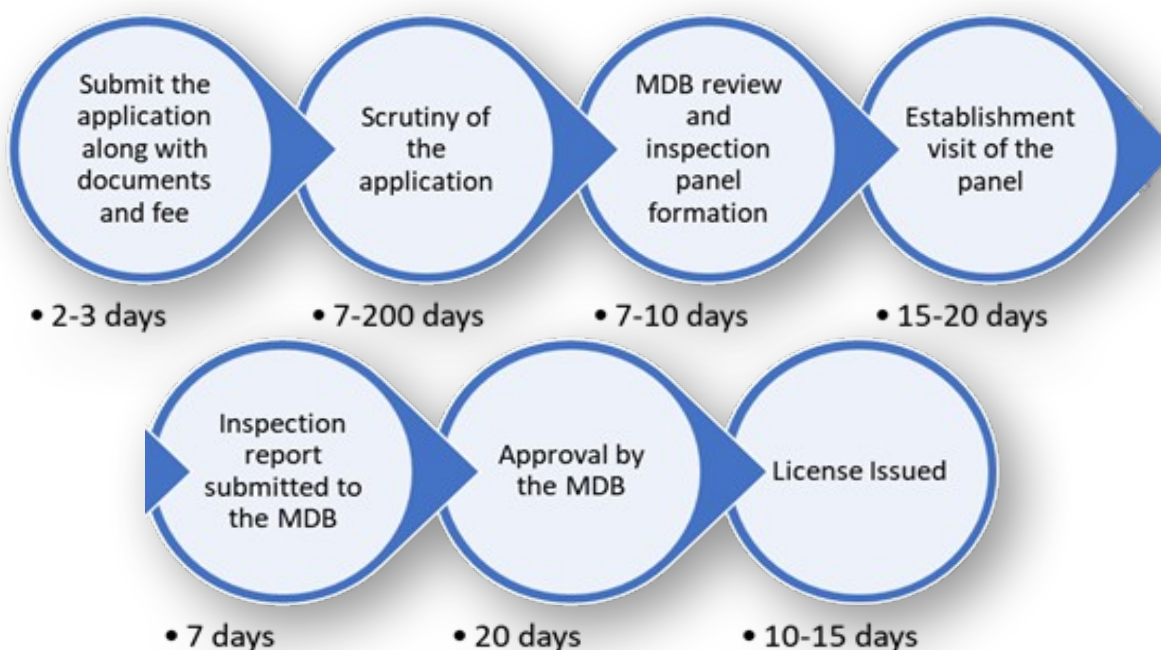 Submit the
application
along with
documents
and fee
Scrutiny of
the
application
MDB review
and
inspection
panel
formation
Establishment
visit of the
panel
• 2-3 days
• 7-200 days
• 7-10 days
• 15-20 days
Inspection
report
submitted to
the MDB
Approval by
the MDB
License Issued
• 7 days
• 20 days
• 10-15 days